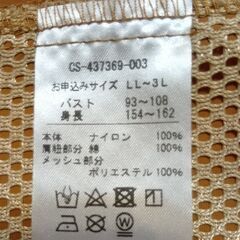 CS-437369-003
お申込みサイズ LL～3L
バスト 93～108
身長 154～162
本体 ナイロン 100%
肩紐部分 綿 100%
メッシュ部分
ポリエステル 100%